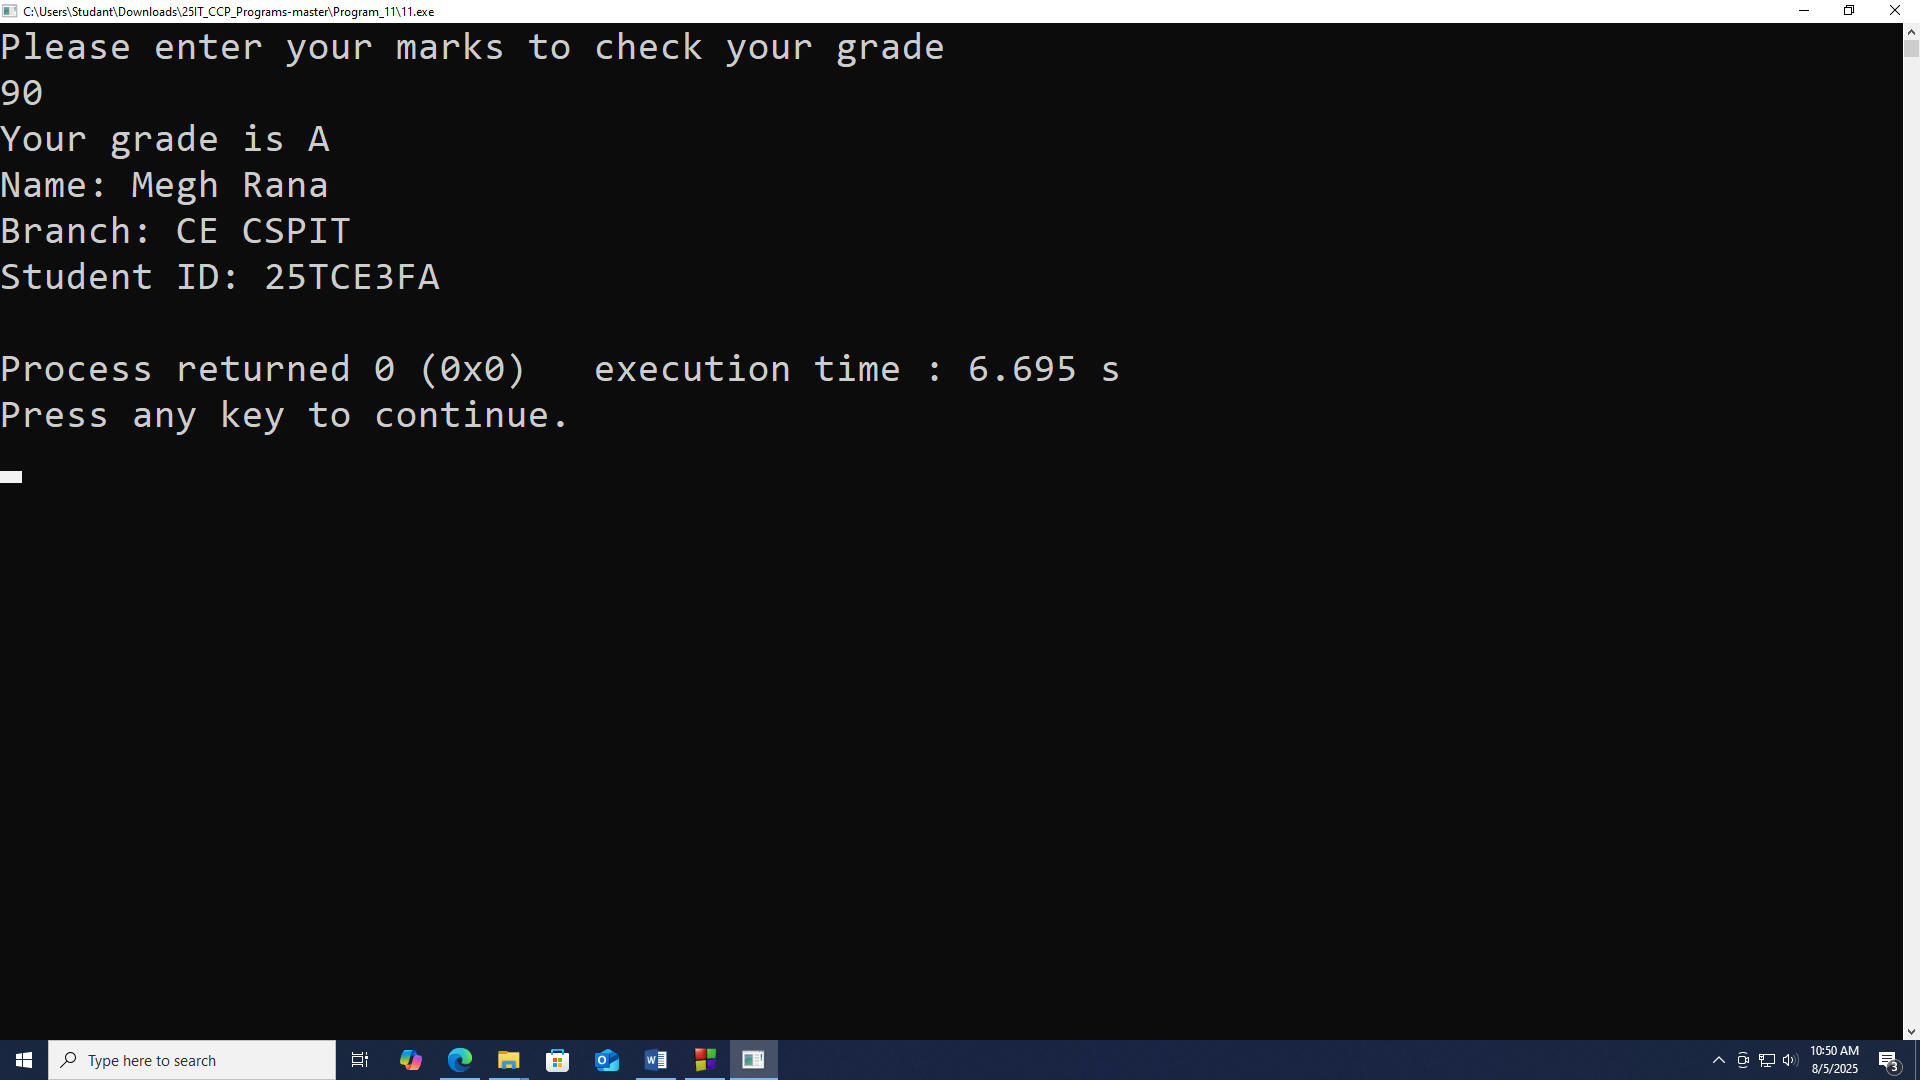 C:\Users\Studant\Downloads\25IT_CCP_Programs-master\Program_11\11.exe
Please enter your marks to check your grade
90
Your grade is A
Name: Megh Rana
Branch: CE CSPIT
Student ID: 25TCE3FA
Process returned 0 (0x0)   execution time : 6.695 s
Press any key to continue.
Type here to search
10:50 AM
8/5/2025
3